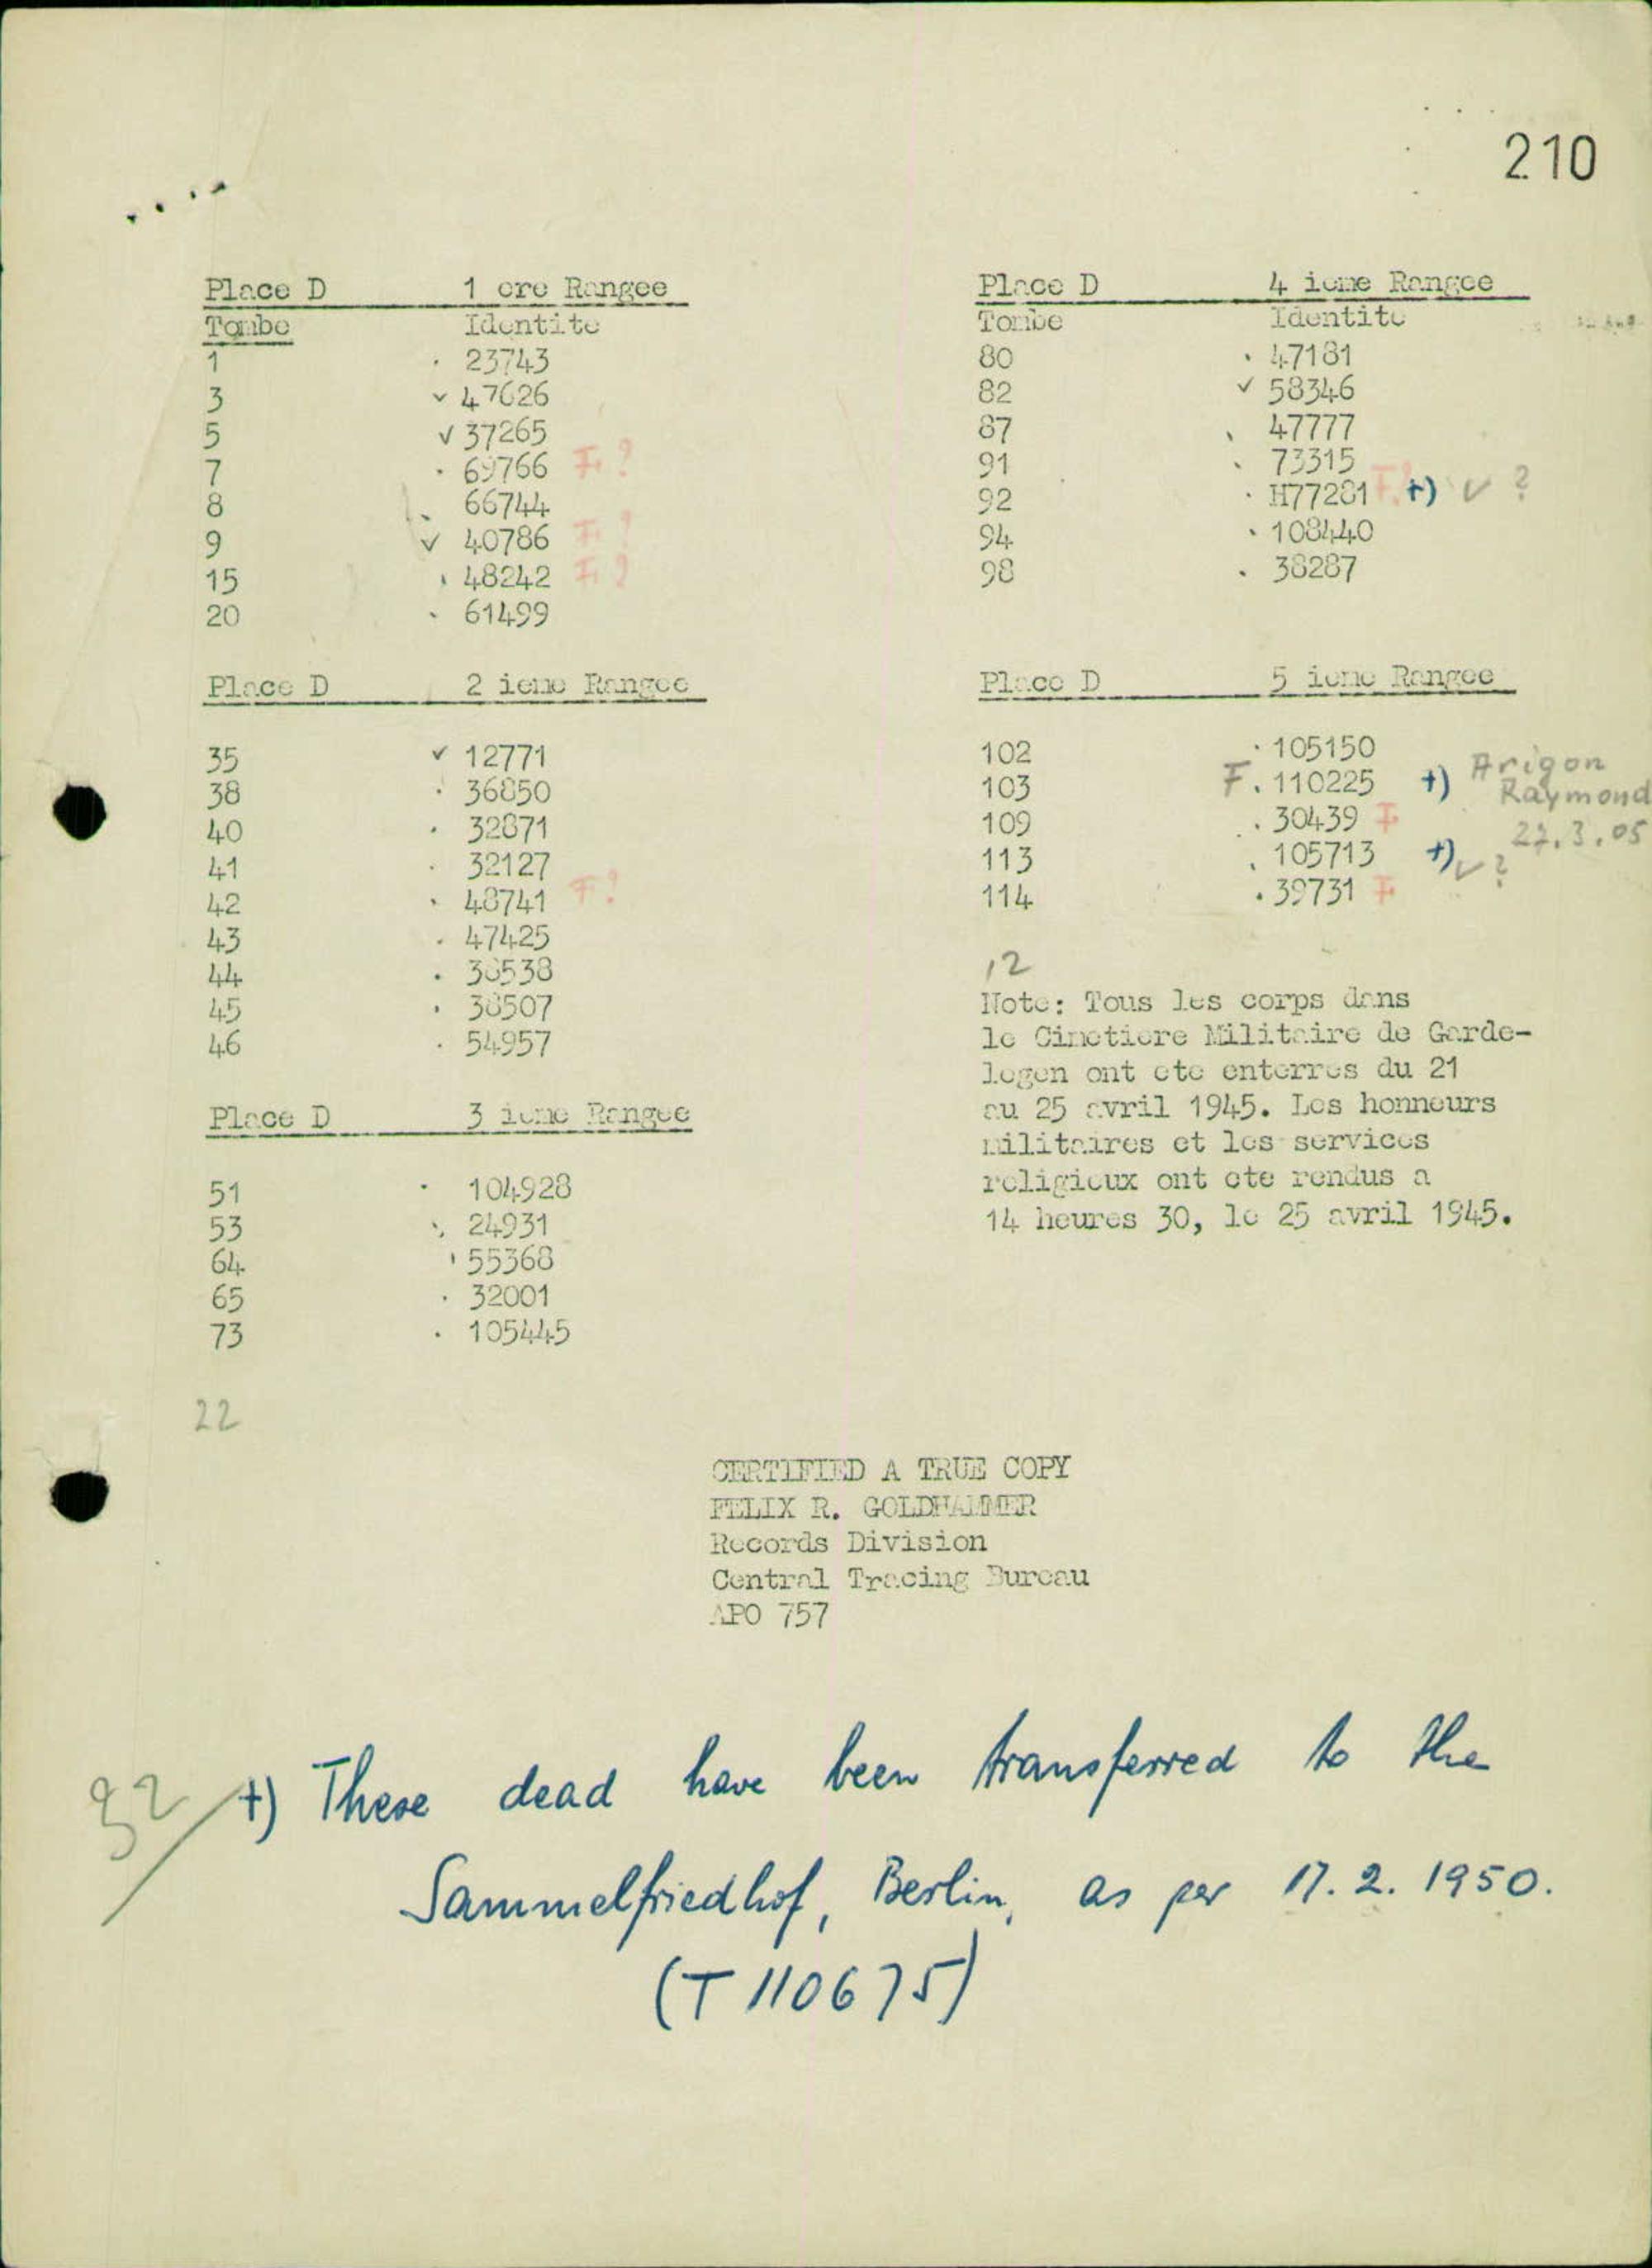 210
Place D 1 ere Rangee
Tombe Identite
1 . 23743
3 ✓ 47626
5 ✓ 37265
7 . 69766 F ?
8 66744
9 ✓ 40786 F ?
15 . 48242 F ?
20 . 61499
Place D 2 ieme Rangee
35 ✓ 12771
38 . 36850
40 . 32871
41 . 32127
42 . 48741 F ?
43 . 47425
44 . 38538
45 . 38507
46 . 54957
Place D 3 ieme Rangee
51 . 104928
53 . 24931
64 . 55368
65 . 32001
73 . 105445
22
Place D 4 ieme Rangee
Tombe Identite
80 . 47181
82 ✓ 58346
87 . 47777
91 . 73315
92 . H77281 F +) ✓ ?
94 . 108440
98 . 38287
Place D 5 ieme Rangee
102 . 105150
103 F . 110225 +) Arigon
Raymond
27.3.05
109 . 30439 F
113 . 105713 +) ✓ ?
114 . 39731 F
12
Note: Tous les corps dans
le Cimetiere Militaire de Garde-
legen ont ete enterres du 21
au 25 avril 1945. Les honneurs
militaires et les services
religieux ont ete rendus a
14 heures 30, le 25 avril 1945.
CERTIFIED A TRUE COPY
FELIX R. GOLDHAMMER
Records Division
Central Tracing Bureau
APO 757
+) These dead have been transferred to the
Sammelfriedhof, Berlin, as per 17. 2. 1950.
(T 110675)